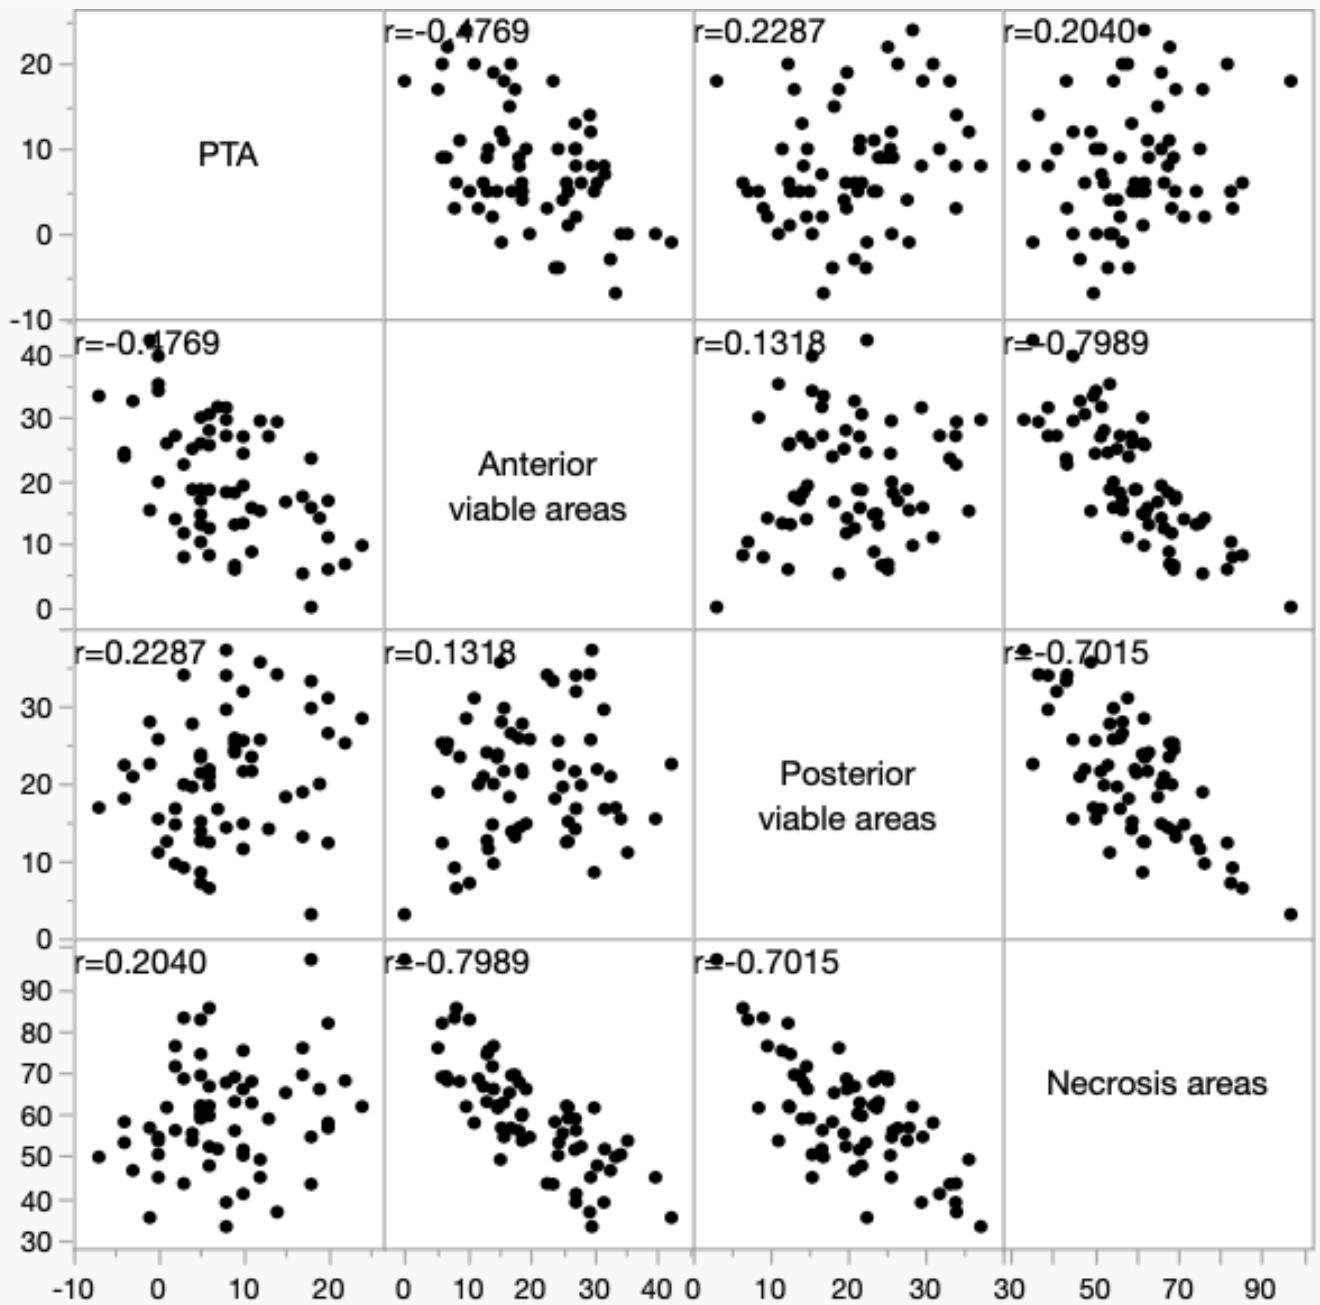 r=-0.4769
r=0.2287
r=0.2040
20
10
0
-10
PTA
r=-0.4769
r=0.1318
r=-0.7989
40
30
20
10
0
Anterior
viable areas
r=0.2287
r=0.1318
r=-0.7015
30
20
10
0
Posterior
viable areas
r=0.2040
r=-0.7989
r=-0.7015
90
80
70
60
50
40
30
Necrosis areas
-10 0 10 20 0 10 20 30 40 0 10 20 30 30 50 70 90